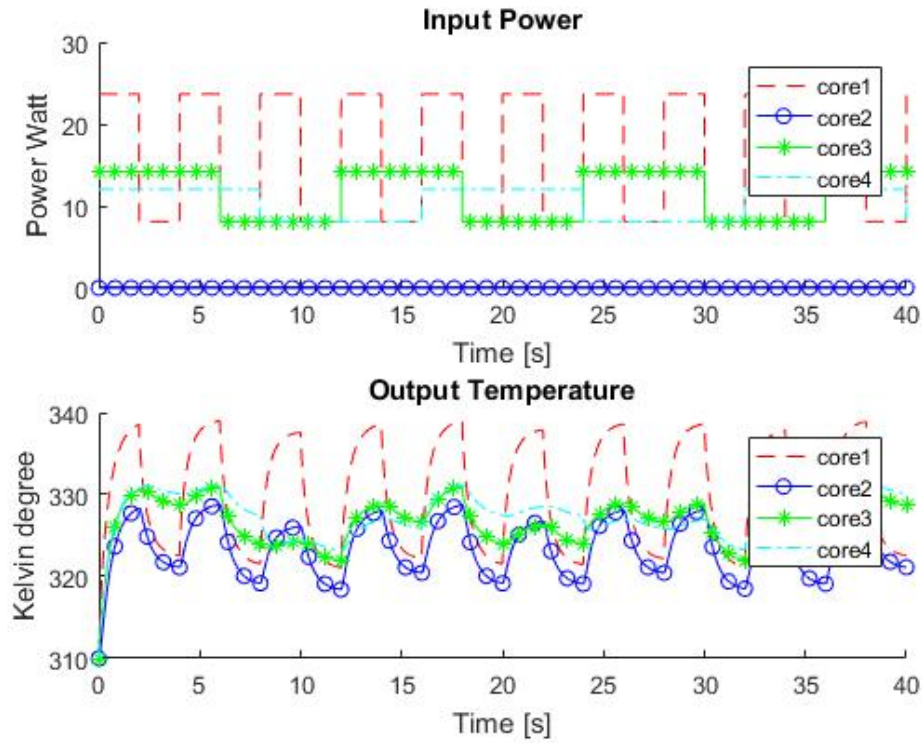 Input Power
30
20
10
0
Power Watt
0 5 10 15 20 25 30 35 40
Time [s]
core1
core2
core3
core4
Output Temperature
340
330
320
310
Kelvin degree
0 5 10 15 20 25 30 35 40
Time [s]
core1
core2
core3
core4